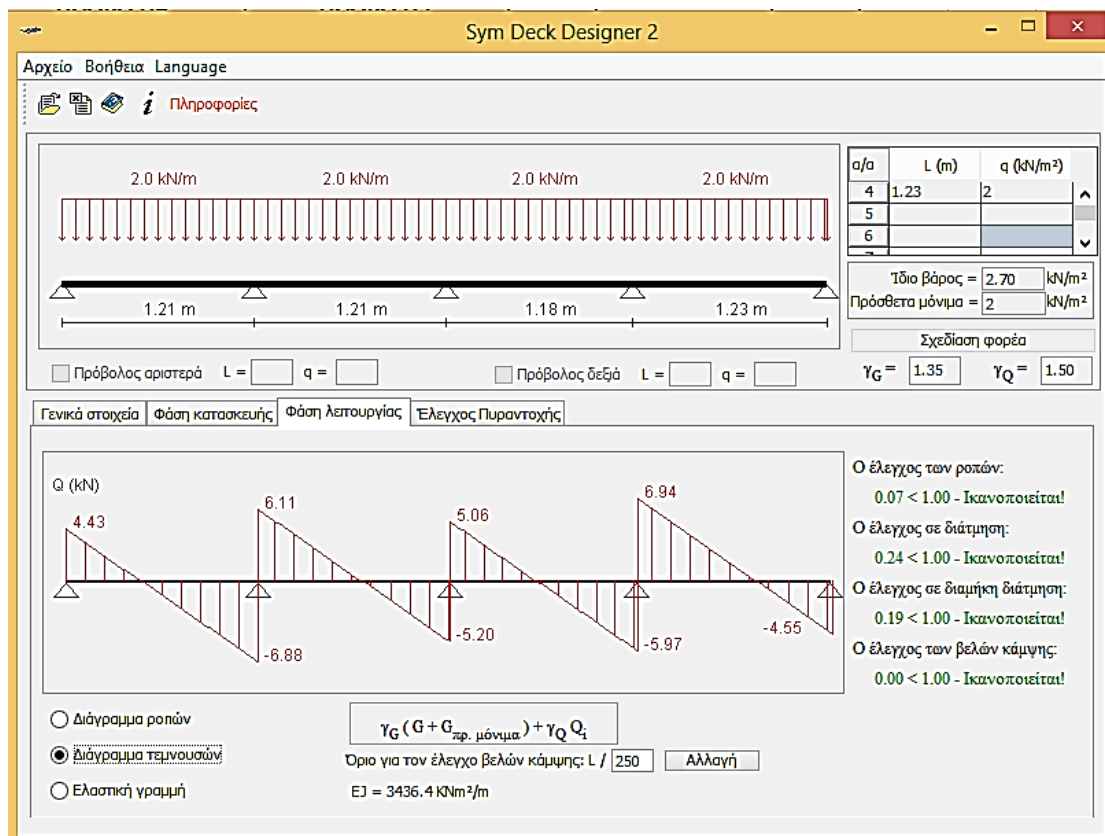 Sym Deck Designer 2
Αρχείο Βοήθεια Language
i Πληροφορίες
2.0 kN/m 2.0 kN/m 2.0 kN/m 2.0 kN/m
1.21 m 1.21 m 1.18 m 1.23 m
α/α L (m) q (kN/m²)
4 1.23 2
5
6
Ίδιο βάρος = 2.70 kN/m²
Πρόσθετα μόνιμα = 2 kN/m²
Σχεδίαση φορέα
Πρόβολος αριστερά L = q = Πρόβολος δεξιά L = q =
γG = 1.35 γQ = 1.50
Γενικά στοιχεία Φάση κατασκευής Φάση λειτουργίας Έλεγχος Πυραντοχής
Q (kN)
4.43 6.11 5.06 6.94
-6.88 -5.20 -5.97 -4.55
Ο έλεγχος των ροπών:
0.07 < 1.00 - Ικανοποιείται!
Ο έλεγχος σε διάτμηση:
0.24 < 1.00 - Ικανοποιείται!
Ο έλεγχος σε διαμήκη διάτμηση:
0.19 < 1.00 - Ικανοποιείται!
Ο έλεγχος των βελών κάμψης:
0.00 < 1.00 - Ικανοποιείται!
Διάγραμμα ροπών
Διάγραμμα τεμνουσών
Ελαστική γραμμή
γG (G + Gπρ. μόνιμα) + γQ Qi
Όριο για τον έλεγχο βελών κάμψης: L / 250 Αλλαγή
EJ = 3436.4 KNm²/m